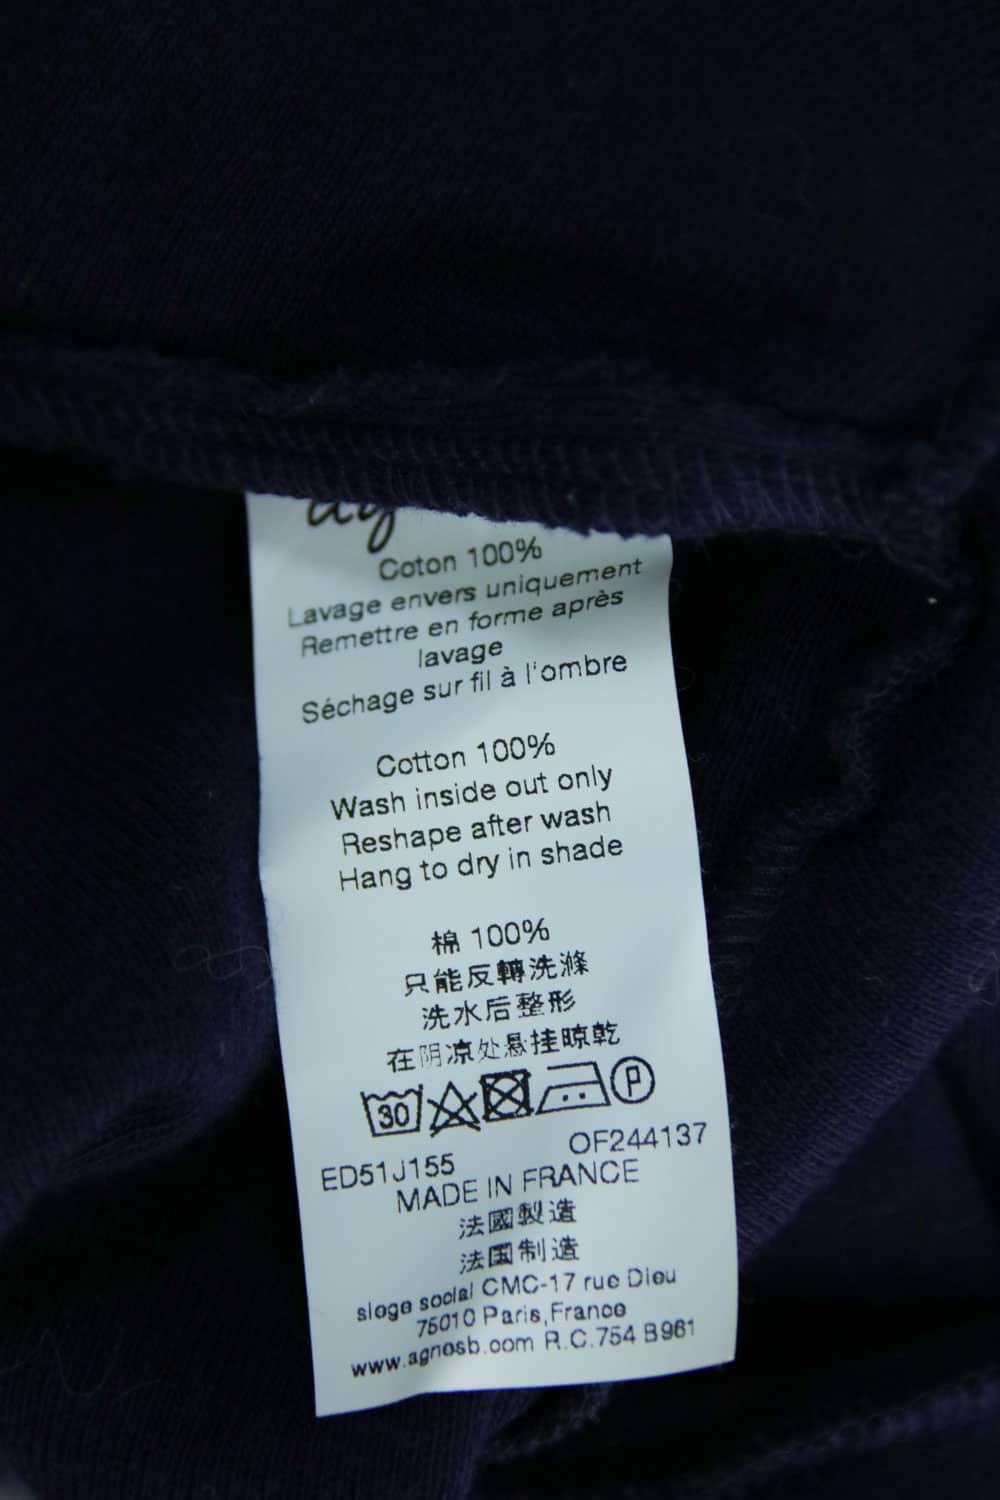 Coton 100%
Lavage envers uniquement
Remettre en forme après
lavage
Séchage sur fil à l'ombre
Cotton 100%
Wash inside out only
Reshape after wash
Hang to dry in shade
棉 100%
只能反轉洗滌
洗水后整形
在阴凉处悬挂晾乾
30 P
ED51J155 OF244137
MADE IN FRANCE
法國製造
法国制造
siege social CMC-17 rue Dieu
75010 Paris,France
www.agnesb.com R.C.754 B961